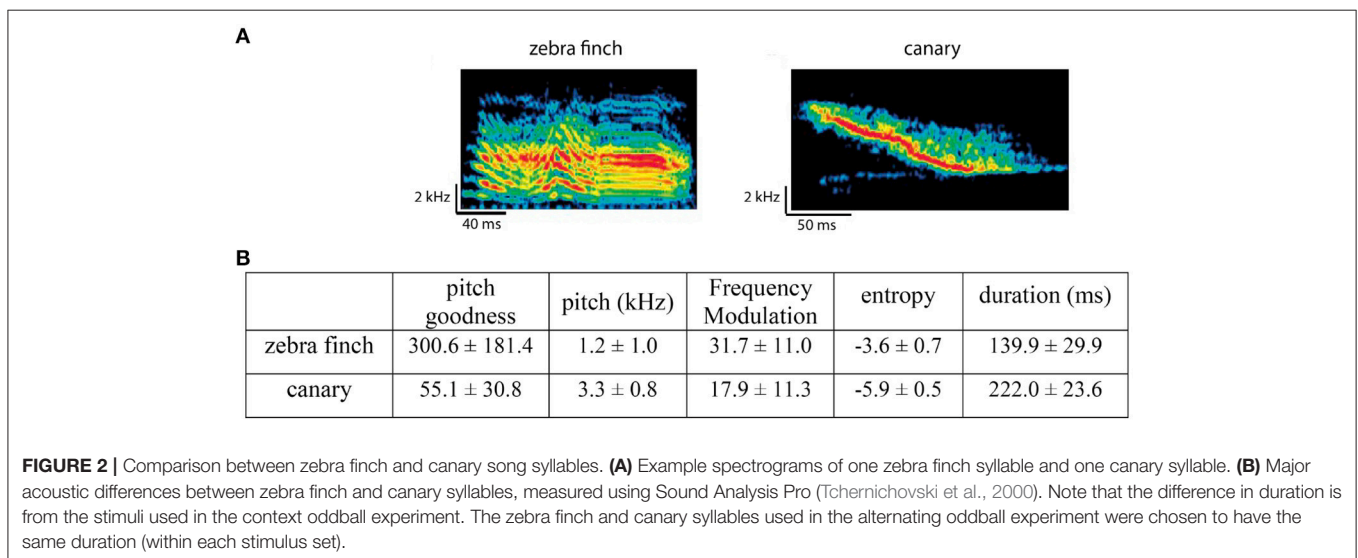 A
zebra finch
canary
2 kHz
40 ms
2 kHz
50 ms
B
pitch goodness pitch (kHz) Frequency Modulation entropy duration (ms)
zebra finch 300.6 ± 181.4 1.2 ± 1.0 31.7 ± 11.0 -3.6 ± 0.7 139.9 ± 29.9
canary 55.1 ± 30.8 3.3 ± 0.8 17.9 ± 11.3 -5.9 ± 0.5 222.0 ± 23.6
FIGURE 2 | Comparison between zebra finch and canary song syllables. (A) Example spectrograms of one zebra finch syllable and one canary syllable. (B) Major
acoustic differences between zebra finch and canary syllables, measured using Sound Analysis Pro (Tchernichovski et al., 2000). Note that the difference in duration is
from the stimuli used in the context oddball experiment. The zebra finch and canary syllables used in the alternating oddball experiment were chosen to have the
same duration (within each stimulus set).